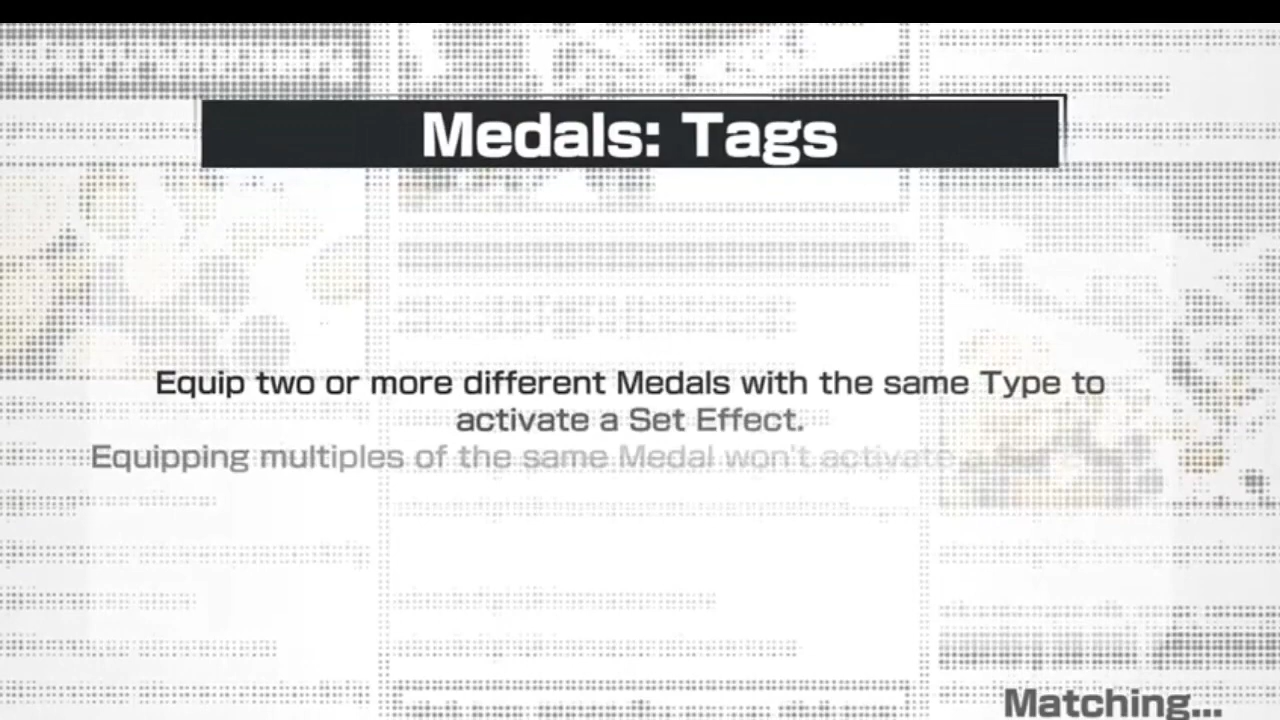 Medals: Tags
Equip two or more different Medals with the same Type to
activate a Set Effect.
Equipping multiples of the same Medal won't activate a Set
Matching...